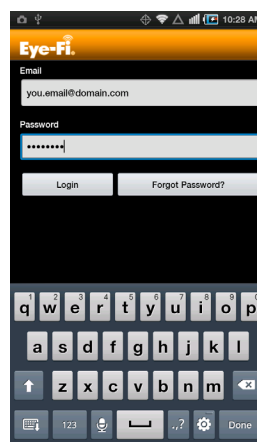 10:28 AM
Eye-Fi.
Email
you.email@domain.com
Password
••••••••
Login Forgot Password?
1 2 3 4 5 6 7 8 9 0
q w e r t y u i o p
a s d f g h j k l
z x c v b n m
123 .,? Done